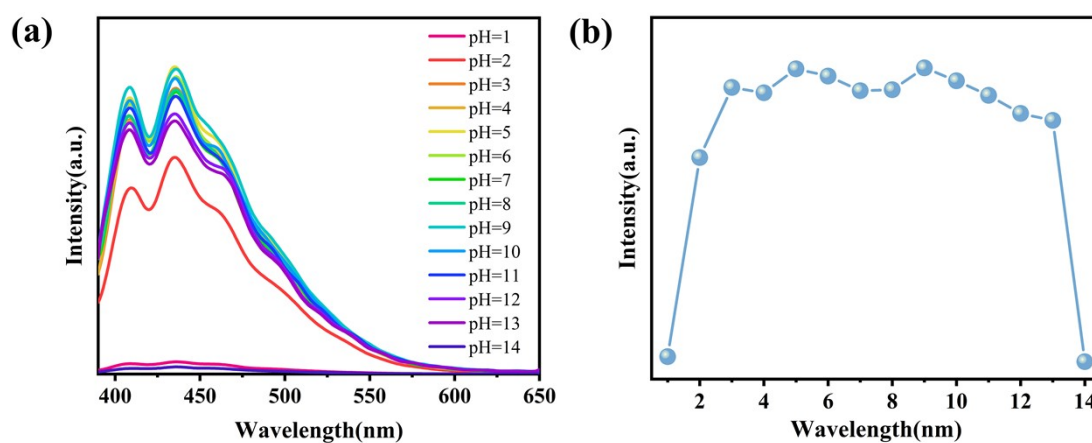 (a)
Intensity(a.u.)
pH=1
pH=2
pH=3
pH=4
pH=5
pH=6
pH=7
pH=8
pH=9
pH=10
pH=11
pH=12
pH=13
pH=14
400 450 500 550 600 650
Wavelength(nm)
(b)
Intensity(a.u.)
2 4 6 8 10 12 14
Wavelength(nm)